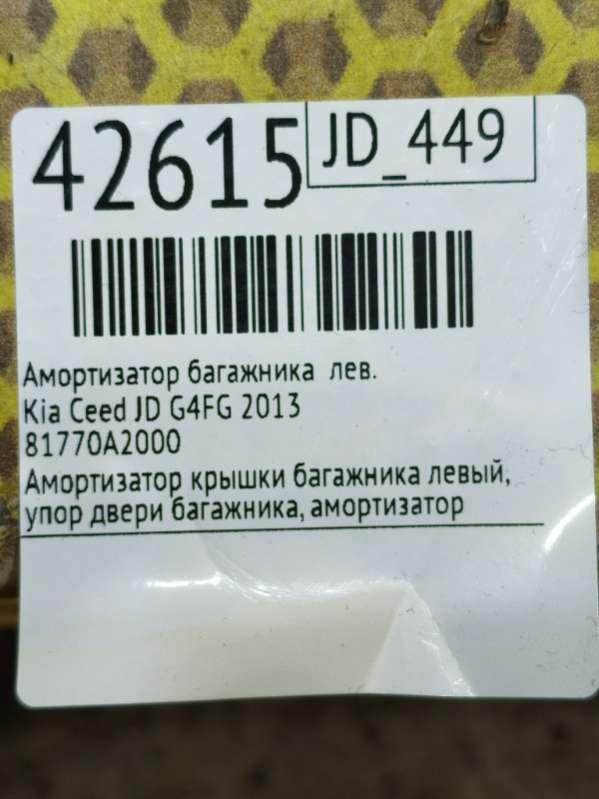 42615 JD_449
Амортизатор багажника лев.
Kia Ceed JD G4FG 2013
81770A2000
Амортизатор крышки багажника левый,
упор двери багажника, амортизатор